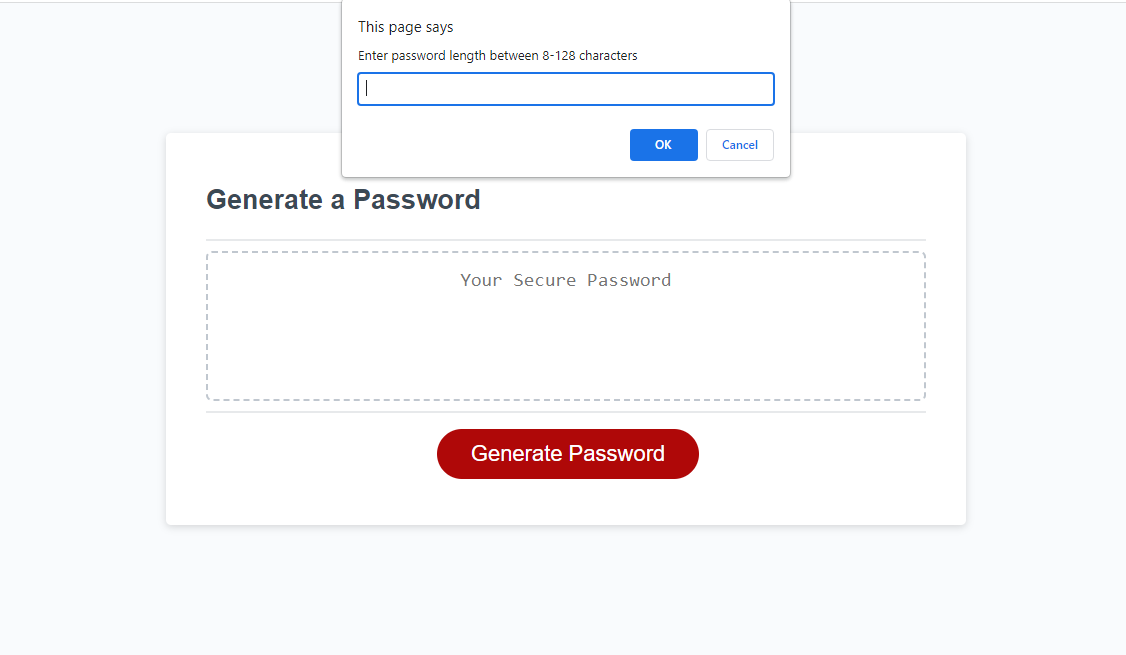 This page says
Enter password length between 8-128 characters
OK
Cancel
Generate a Password
Your Secure Password
Generate Password